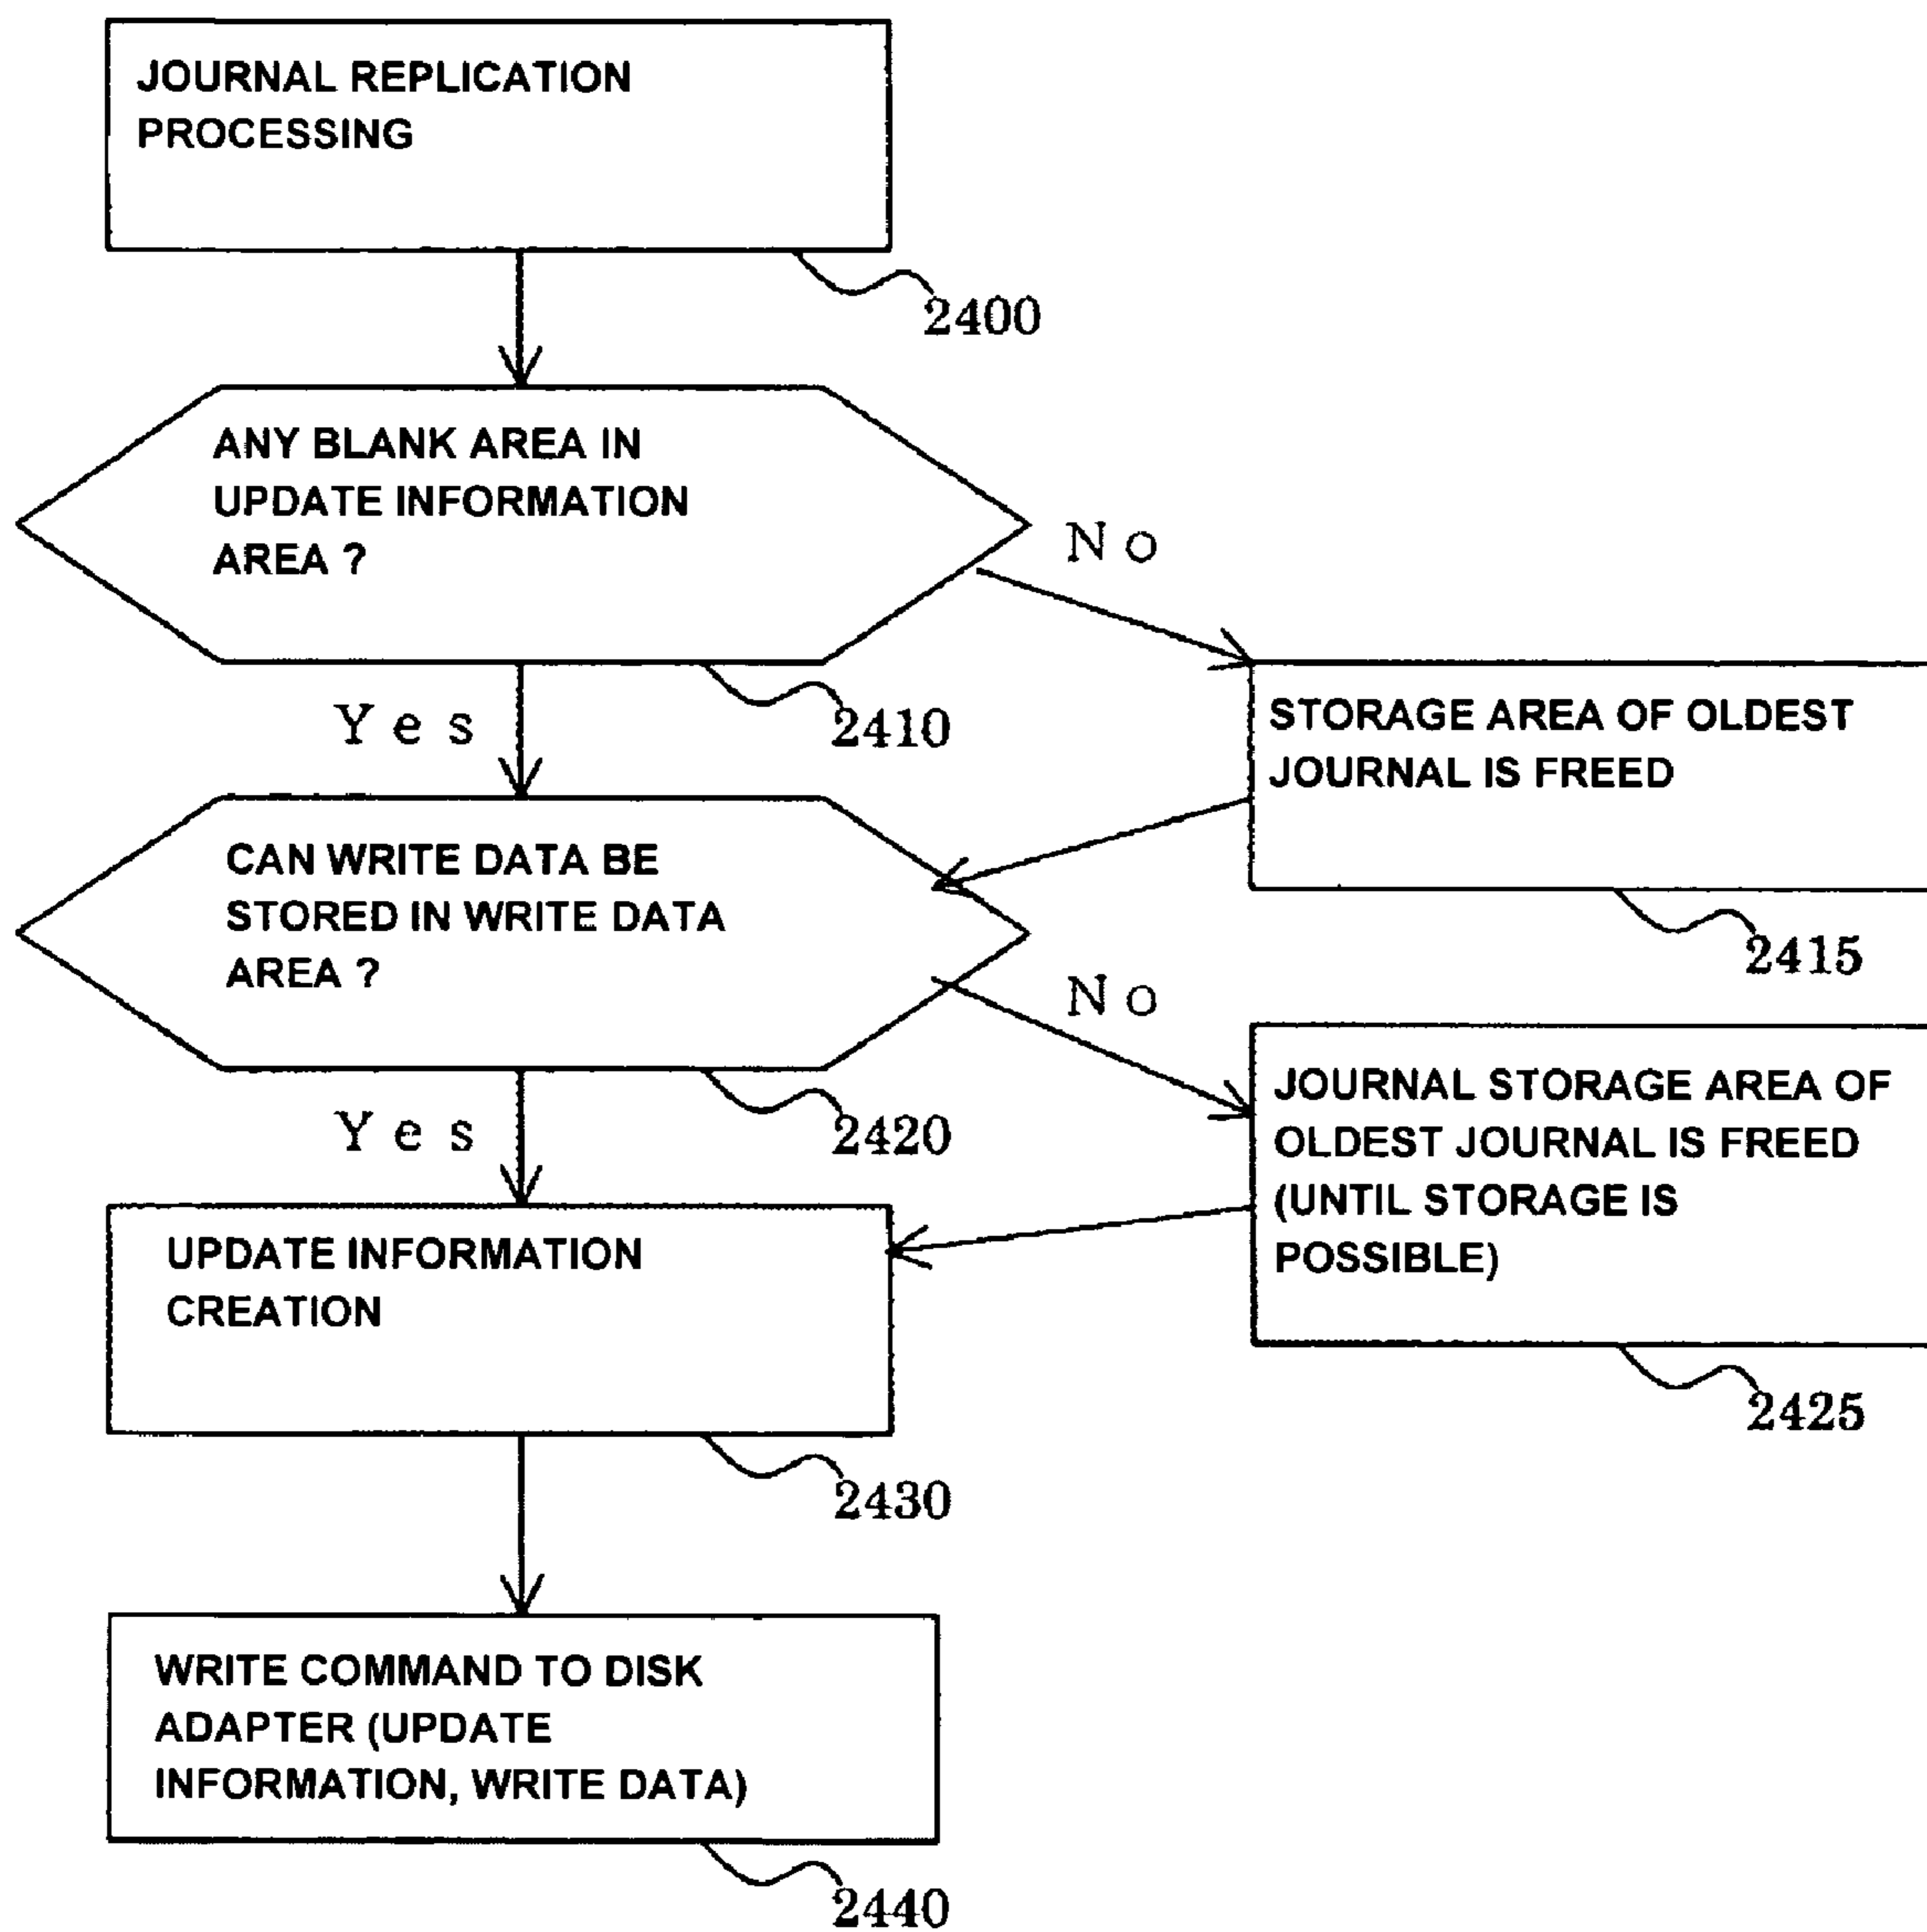 JOURNAL REPLICATION
PROCESSING
2400
ANY BLANK AREA IN
UPDATE INFORMATION
AREA ?
No
Yes
2410
STORAGE AREA OF OLDEST
JOURNAL IS FREED
2415
CAN WRITE DATA BE
STORED IN WRITE DATA
AREA ?
No
Yes
2420
JOURNAL STORAGE AREA OF
OLDEST JOURNAL IS FREED
(UNTIL STORAGE IS
POSSIBLE)
2425
UPDATE INFORMATION
CREATION
2430
WRITE COMMAND TO DISK
ADAPTER (UPDATE
INFORMATION, WRITE DATA)
2440